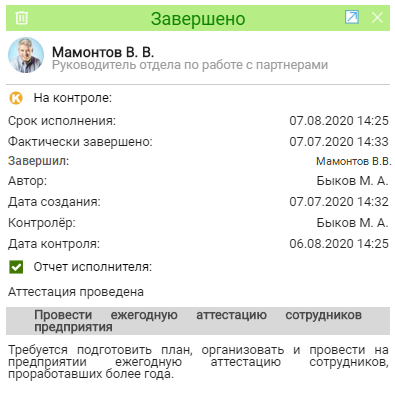 Завершено
Мамонтов В. В.
Руководитель отдела по работе с партнерами
К На контроле:
Срок исполнения: 07.08.2020 14:25
Фактически завершено: 07.07.2020 14:33
Завершил: Мамонтов В.В.
Автор: Быков М. А.
Дата создания: 07.07.2020 14:32
Контролёр: Быков М. А.
Дата контроля: 06.08.2020 14:25
Отчет исполнителя:
Аттестация проведена
Провести ежегодную аттестацию сотрудников
предприятия
Требуется подготовить план, организовать и провести на
предприятии ежегодную аттестацию сотрудников,
проработавших более года.